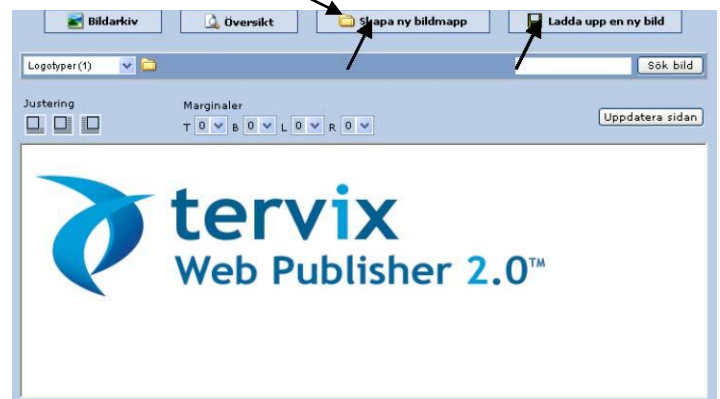 Bildarkiv Översikt Skapa ny bildmapp Ladda upp en ny bild
Logotyper(1) Sök bild
Justering Marginaler
T 0 B 0 L 0 R 0 Uppdatera sidan
tervix
Web Publisher 2.0™